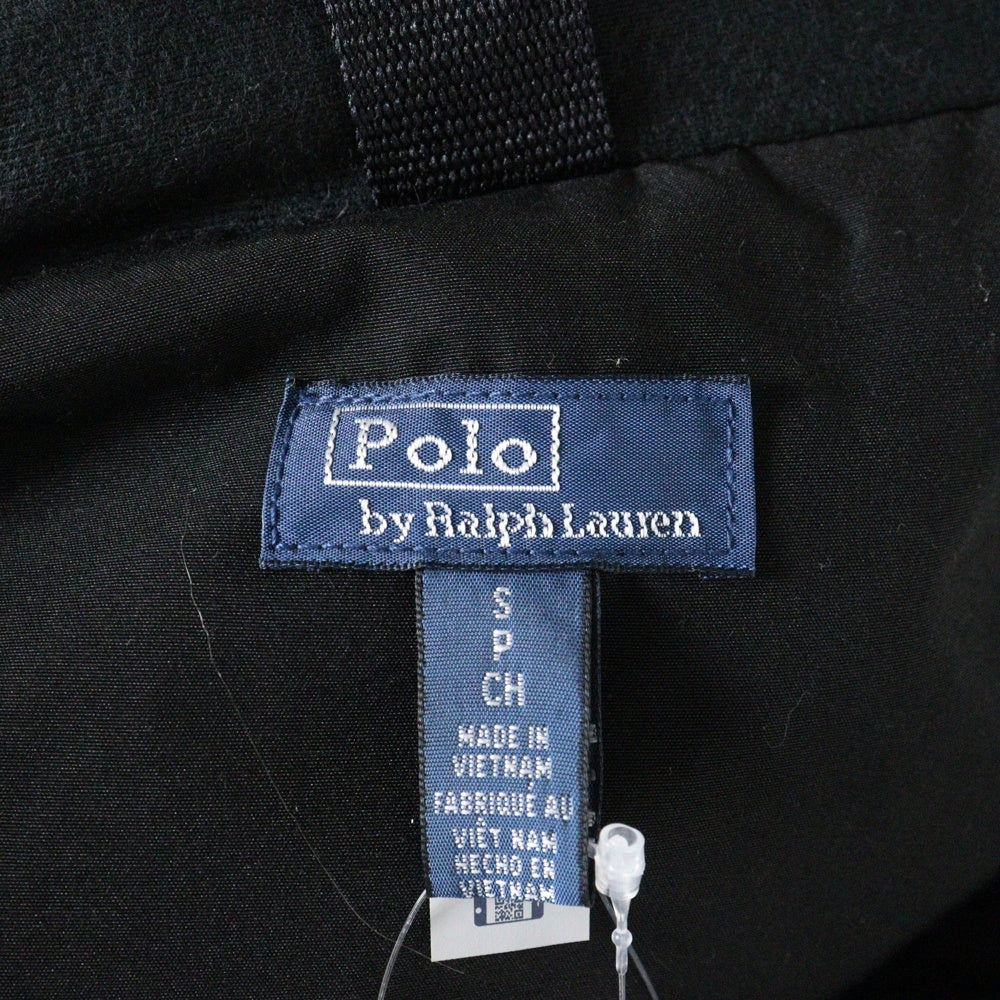 Polo
by Ralph Lauren
S
P
CH
MADE IN
VIETNAM
FABRIQUÉ AU
VIÊT NAM
HECHO EN
VIETNAM